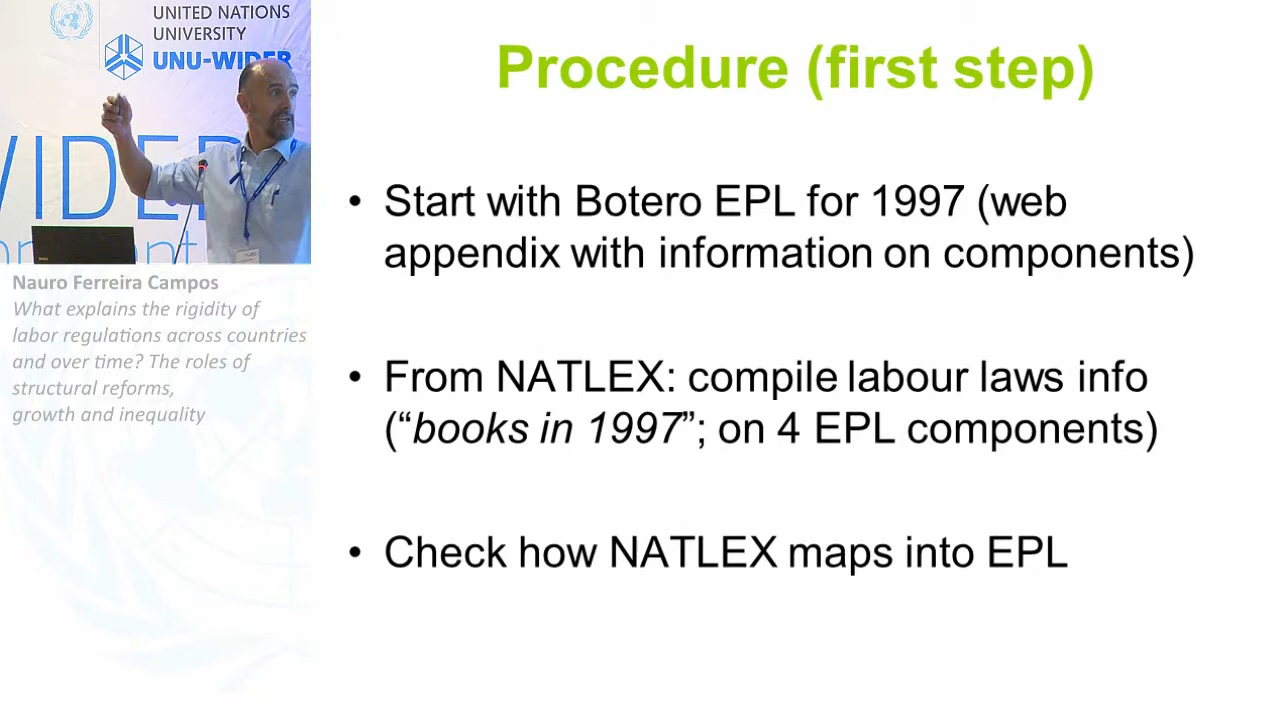 UNITED NATIONS
UNIVERSITY
UNU-WIDER
WIDER
Nauro Ferreira Campos
What explains the rigidity of
labor regulations across countries
and over time? The roles of
structural reforms,
growth and inequality
Procedure (first step)
• Start with Botero EPL for 1997 (web
appendix with information on components)
• From NATLEX: compile labour laws info
(“books in 1997”; on 4 EPL components)
• Check how NATLEX maps into EPL